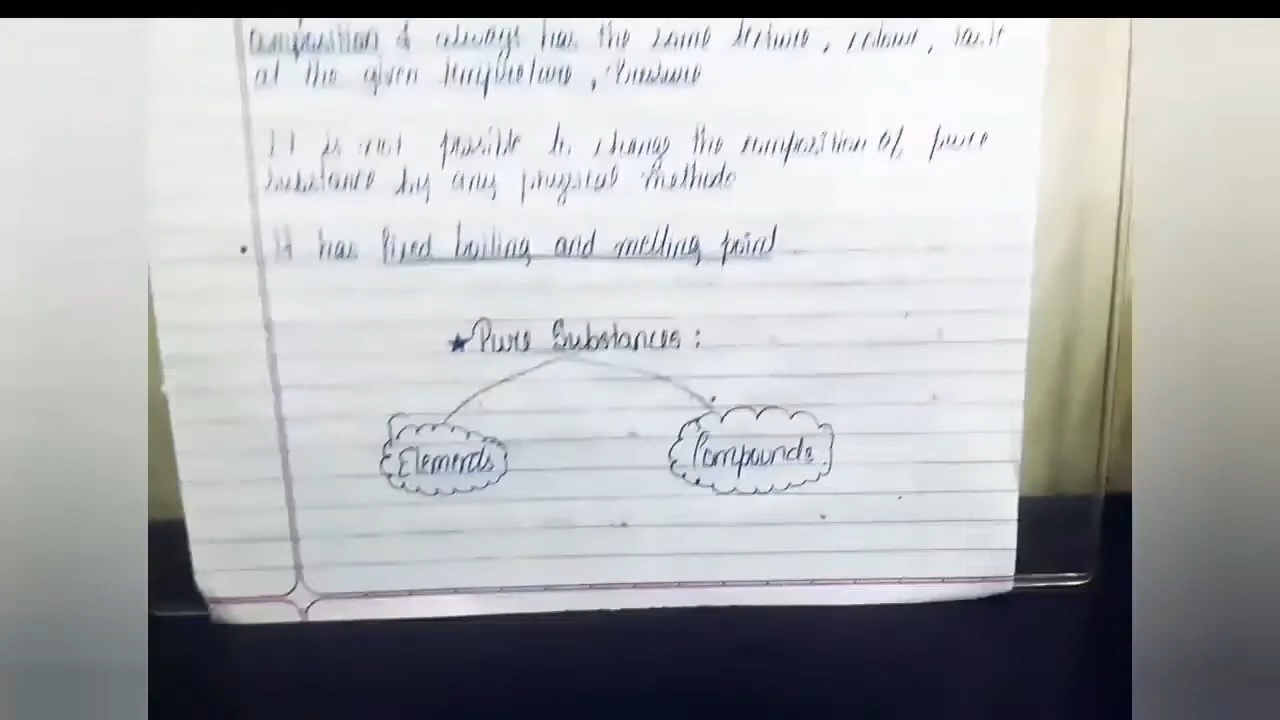 composition & always has the same texture, colour, taste
at the given tempreture, Pressure
It is not possible to change the composition of pure
substance by any physical methods
• It has fixed boiling and melting point
★ Pure Substances :
Elements
Compounds